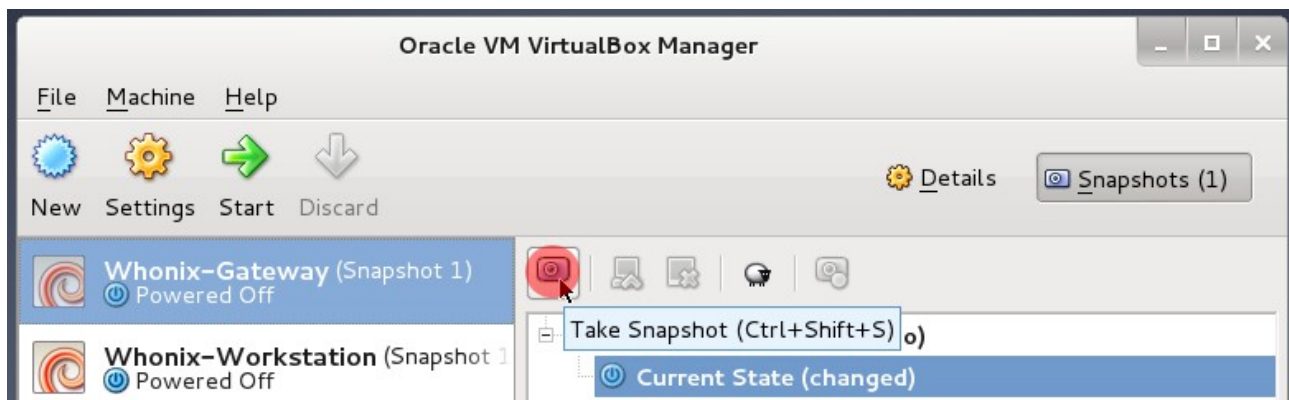 Oracle VM VirtualBox Manager
File Machine Help
Details
Snapshots (1)
New Settings Start Discard
Whonix-Gateway (Snapshot 1)
Powered Off
Whonix-Workstation (Snapshot 1
Powered Off
Take Snapshot (Ctrl+Shift+S) o)
Current State (changed)